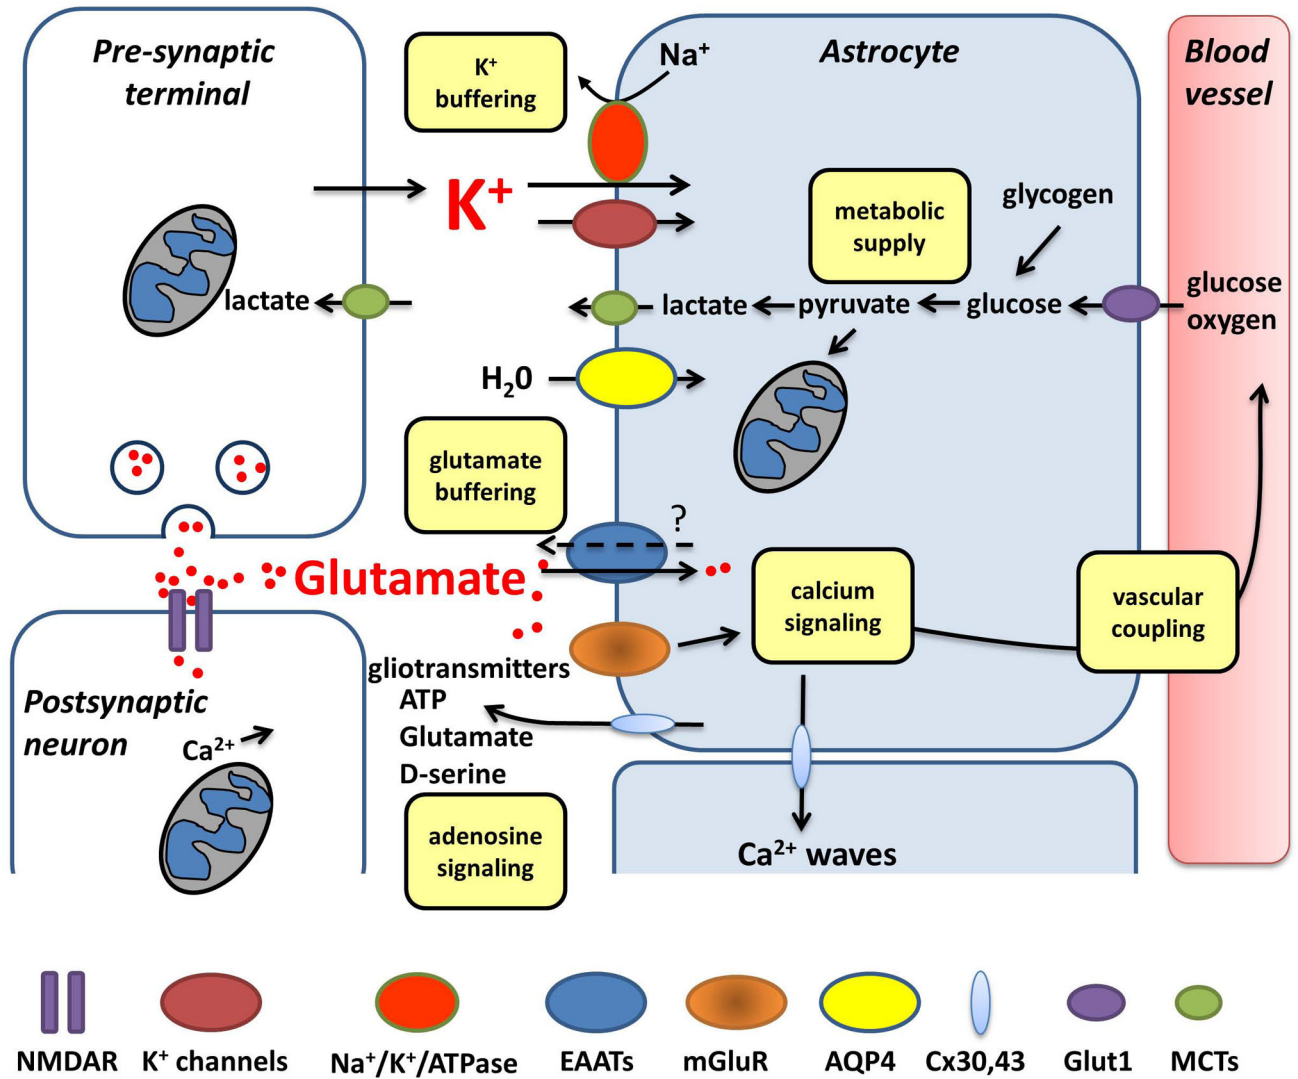 Pre-synaptic
terminal
K⁺
buffering
Na⁺
Astrocyte
Blood
vessel
K⁺
metabolic
supply
glycogen
lactate
lactate
pyruvate
glucose
glucose
oxygen
H₂0
glutamate
buffering
?
Glutamate
calcium
signaling
vascular
coupling
gliotransmitters
ATP
Glutamate
D-serine
Postsynaptic
neuron
Ca²⁺
adenosine
signaling
Ca²⁺ waves
NMDAR
K⁺ channels
Na⁺/K⁺/ATPase
EAATs
mGluR
AQP4
Cx30,43
Glut1
MCTs